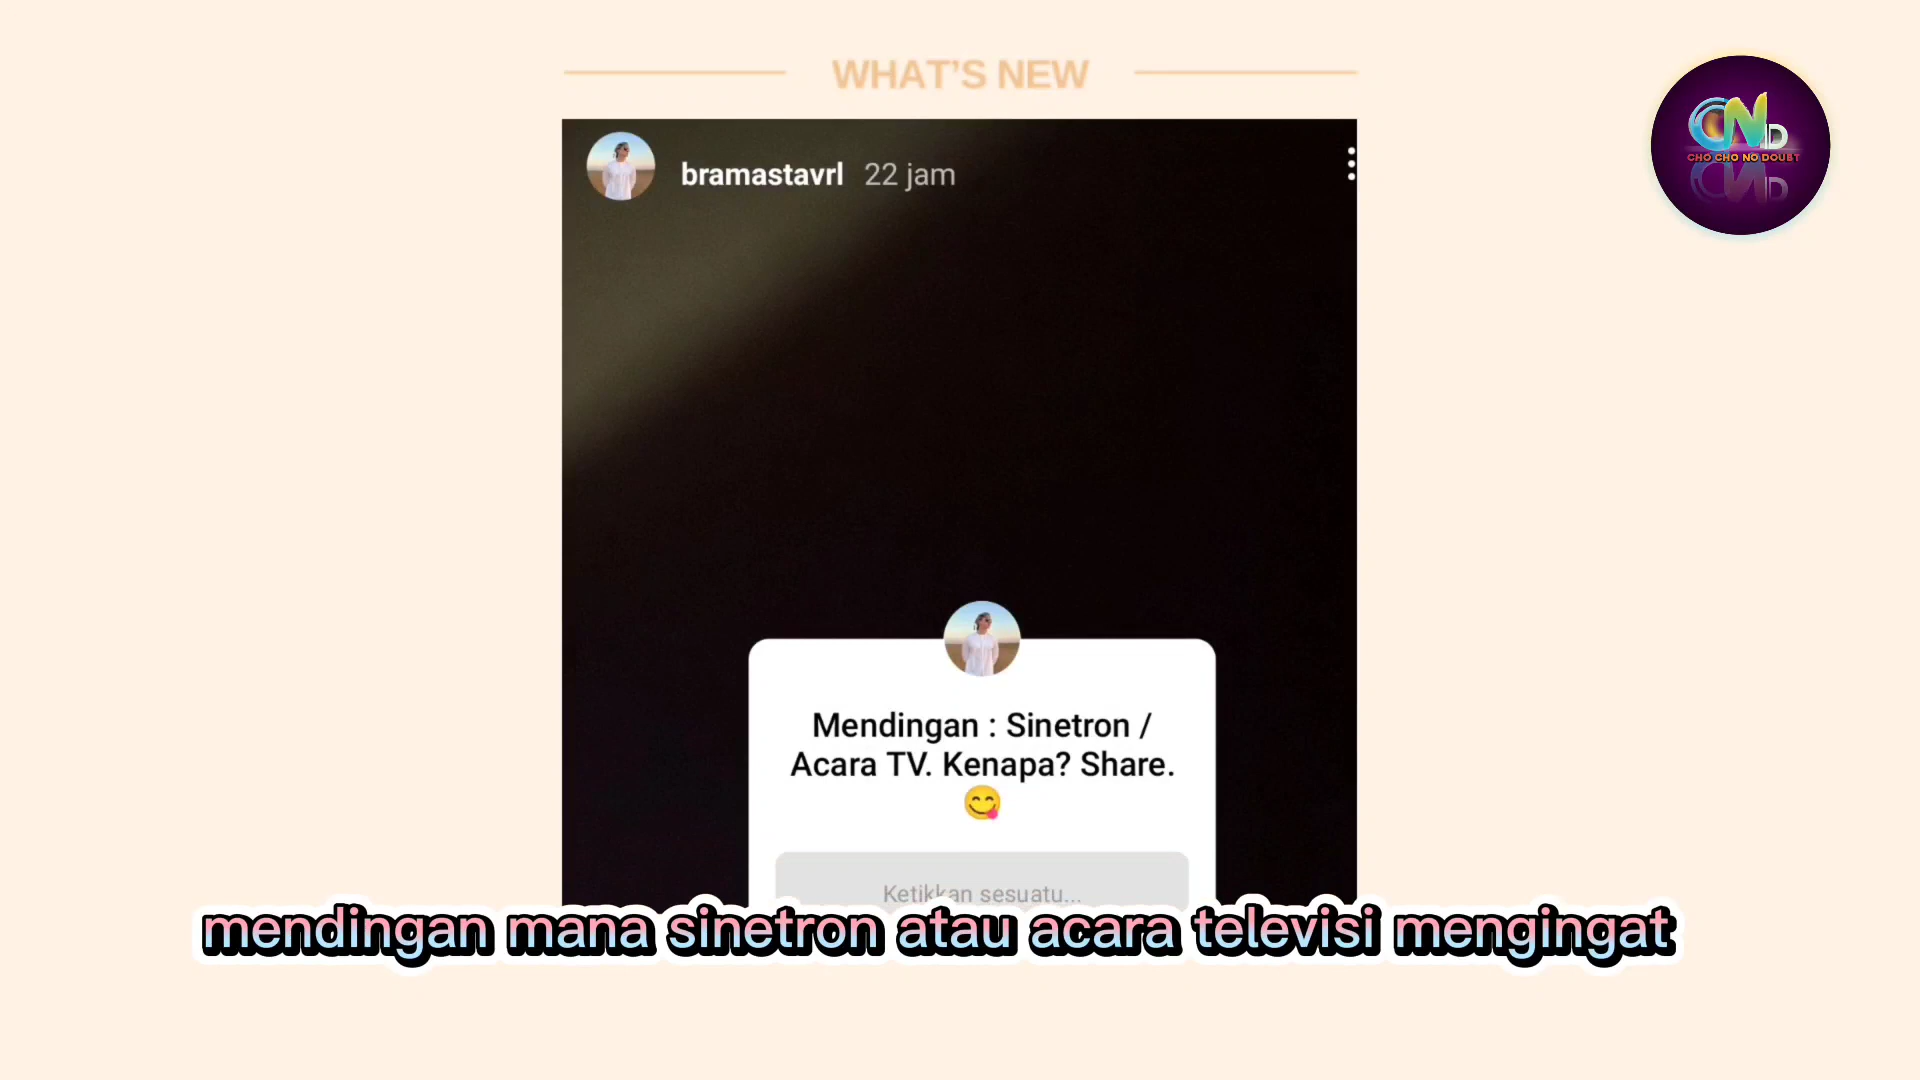 WHAT'S NEW
CND
CHO CHO NO DOUBT
bramastavrl 22 jam
Mendingan : Sinetron /
Acara TV. Kenapa? Share.
😋
Ketikkan sesuatu...
mendingan mana sinetron atau acara televisi mengingat